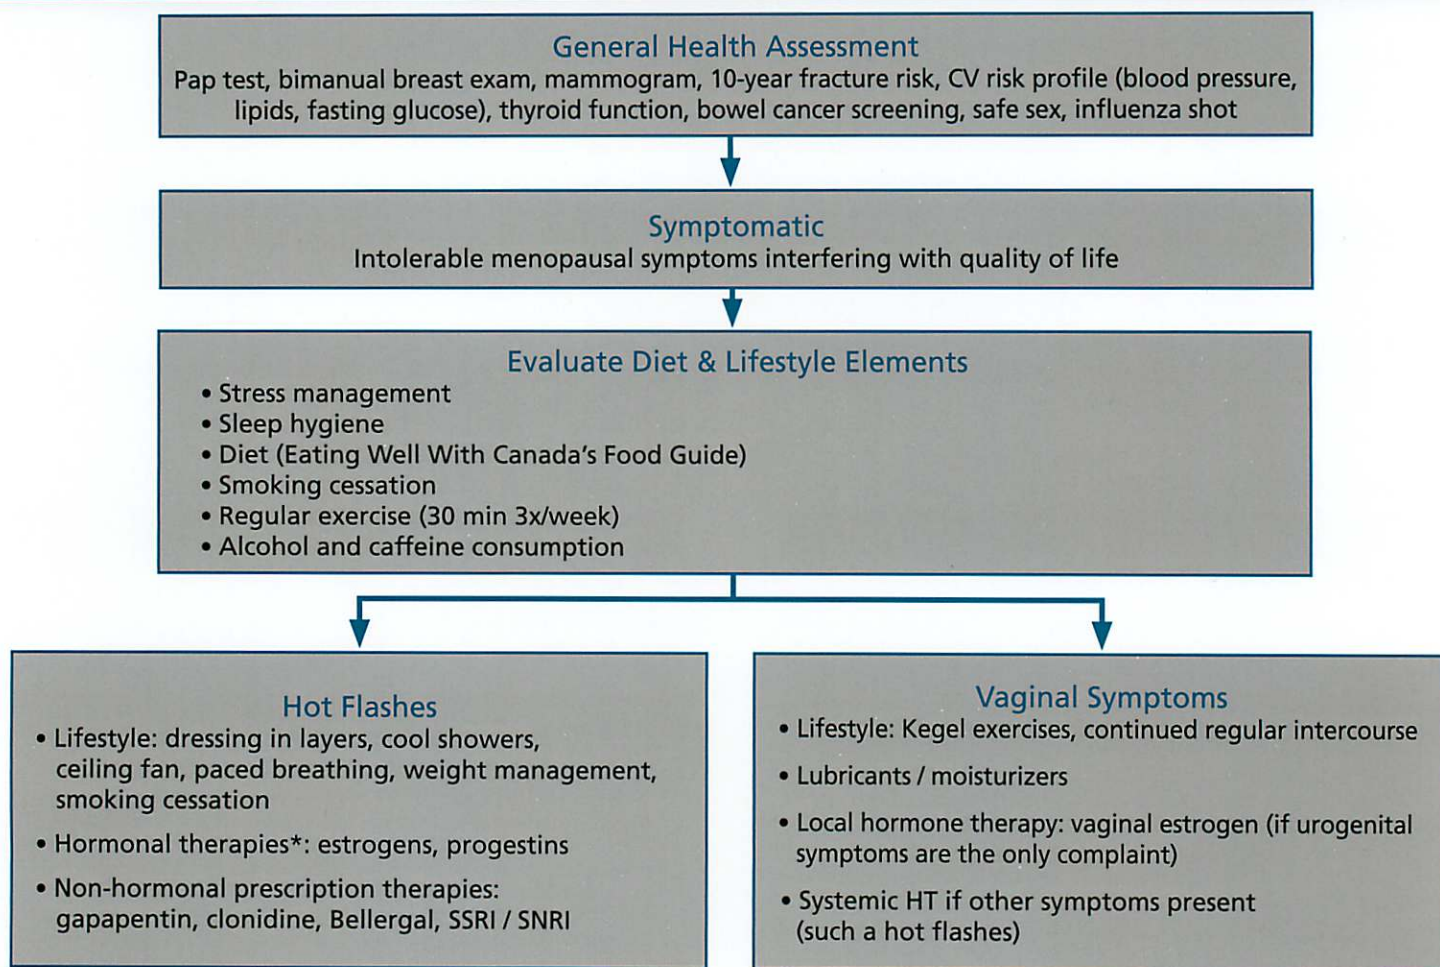 General Health Assessment
Pap test, bimanual breast exam, mammogram, 10-year fracture risk, CV risk profile (blood pressure,
lipids, fasting glucose), thyroid function, bowel cancer screening, safe sex, influenza shot
Symptomatic
Intolerable menopausal symptoms interfering with quality of life
Evaluate Diet & Lifestyle Elements
• Stress management
• Sleep hygiene
• Diet (Eating Well With Canada's Food Guide)
• Smoking cessation
• Regular exercise (30 min 3x/week)
• Alcohol and caffeine consumption
Hot Flashes
• Lifestyle: dressing in layers, cool showers,
ceiling fan, paced breathing, weight management,
smoking cessation
• Hormonal therapies*: estrogens, progestins
• Non-hormonal prescription therapies:
gapapentin, clonidine, Bellergal, SSRI / SNRI
Vaginal Symptoms
• Lifestyle: Kegel exercises, continued regular intercourse
• Lubricants / moisturizers
• Local hormone therapy: vaginal estrogen (if urogenital
symptoms are the only complaint)
• Systemic HT if other symptoms present
(such a hot flashes)